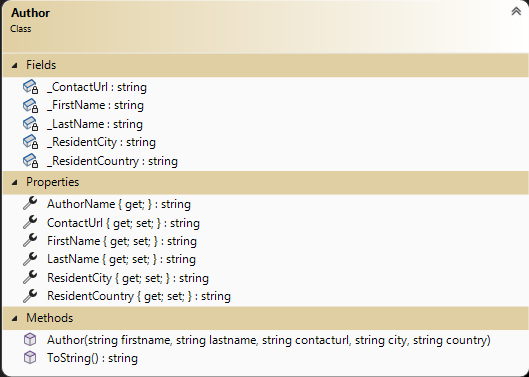 Author
Class
Fields
_ContactUrl : string
_FirstName : string
_LastName : string
_ResidentCity : string
_ResidentCountry : string
Properties
AuthorName { get; } : string
ContactUrl { get; set; } : string
FirstName { get; set; } : string
LastName { get; set; } : string
ResidentCity { get; set; } : string
ResidentCountry { get; set; } : string
Methods
Author(string firstname, string lastname, string contacturl, string city, string country)
ToString() : string